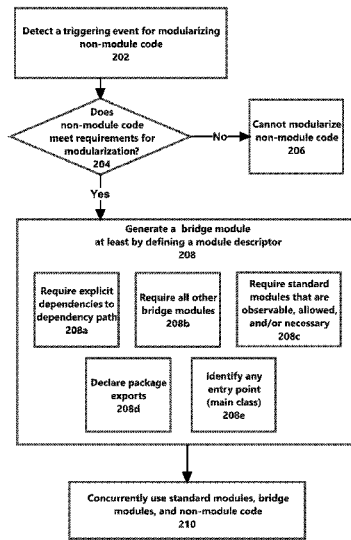 Detect a triggering event for modularizing
non-module code
202
Does
non-module code
meet requirements for
modularization?
204
No
Cannot modularize
non-module code
206
Yes
Generate a bridge module
at least by defining a module descriptor
208
Require explicit
dependencies to
dependency path
208a
Require all other
bridge modules
208b
Require standard
modules that are
observable, allowed,
and/or necessary
208c
Declare package
exports
208d
Identify any
entry point
(main class)
208e
Concurrently use standard modules, bridge
modules, and non-module code
210